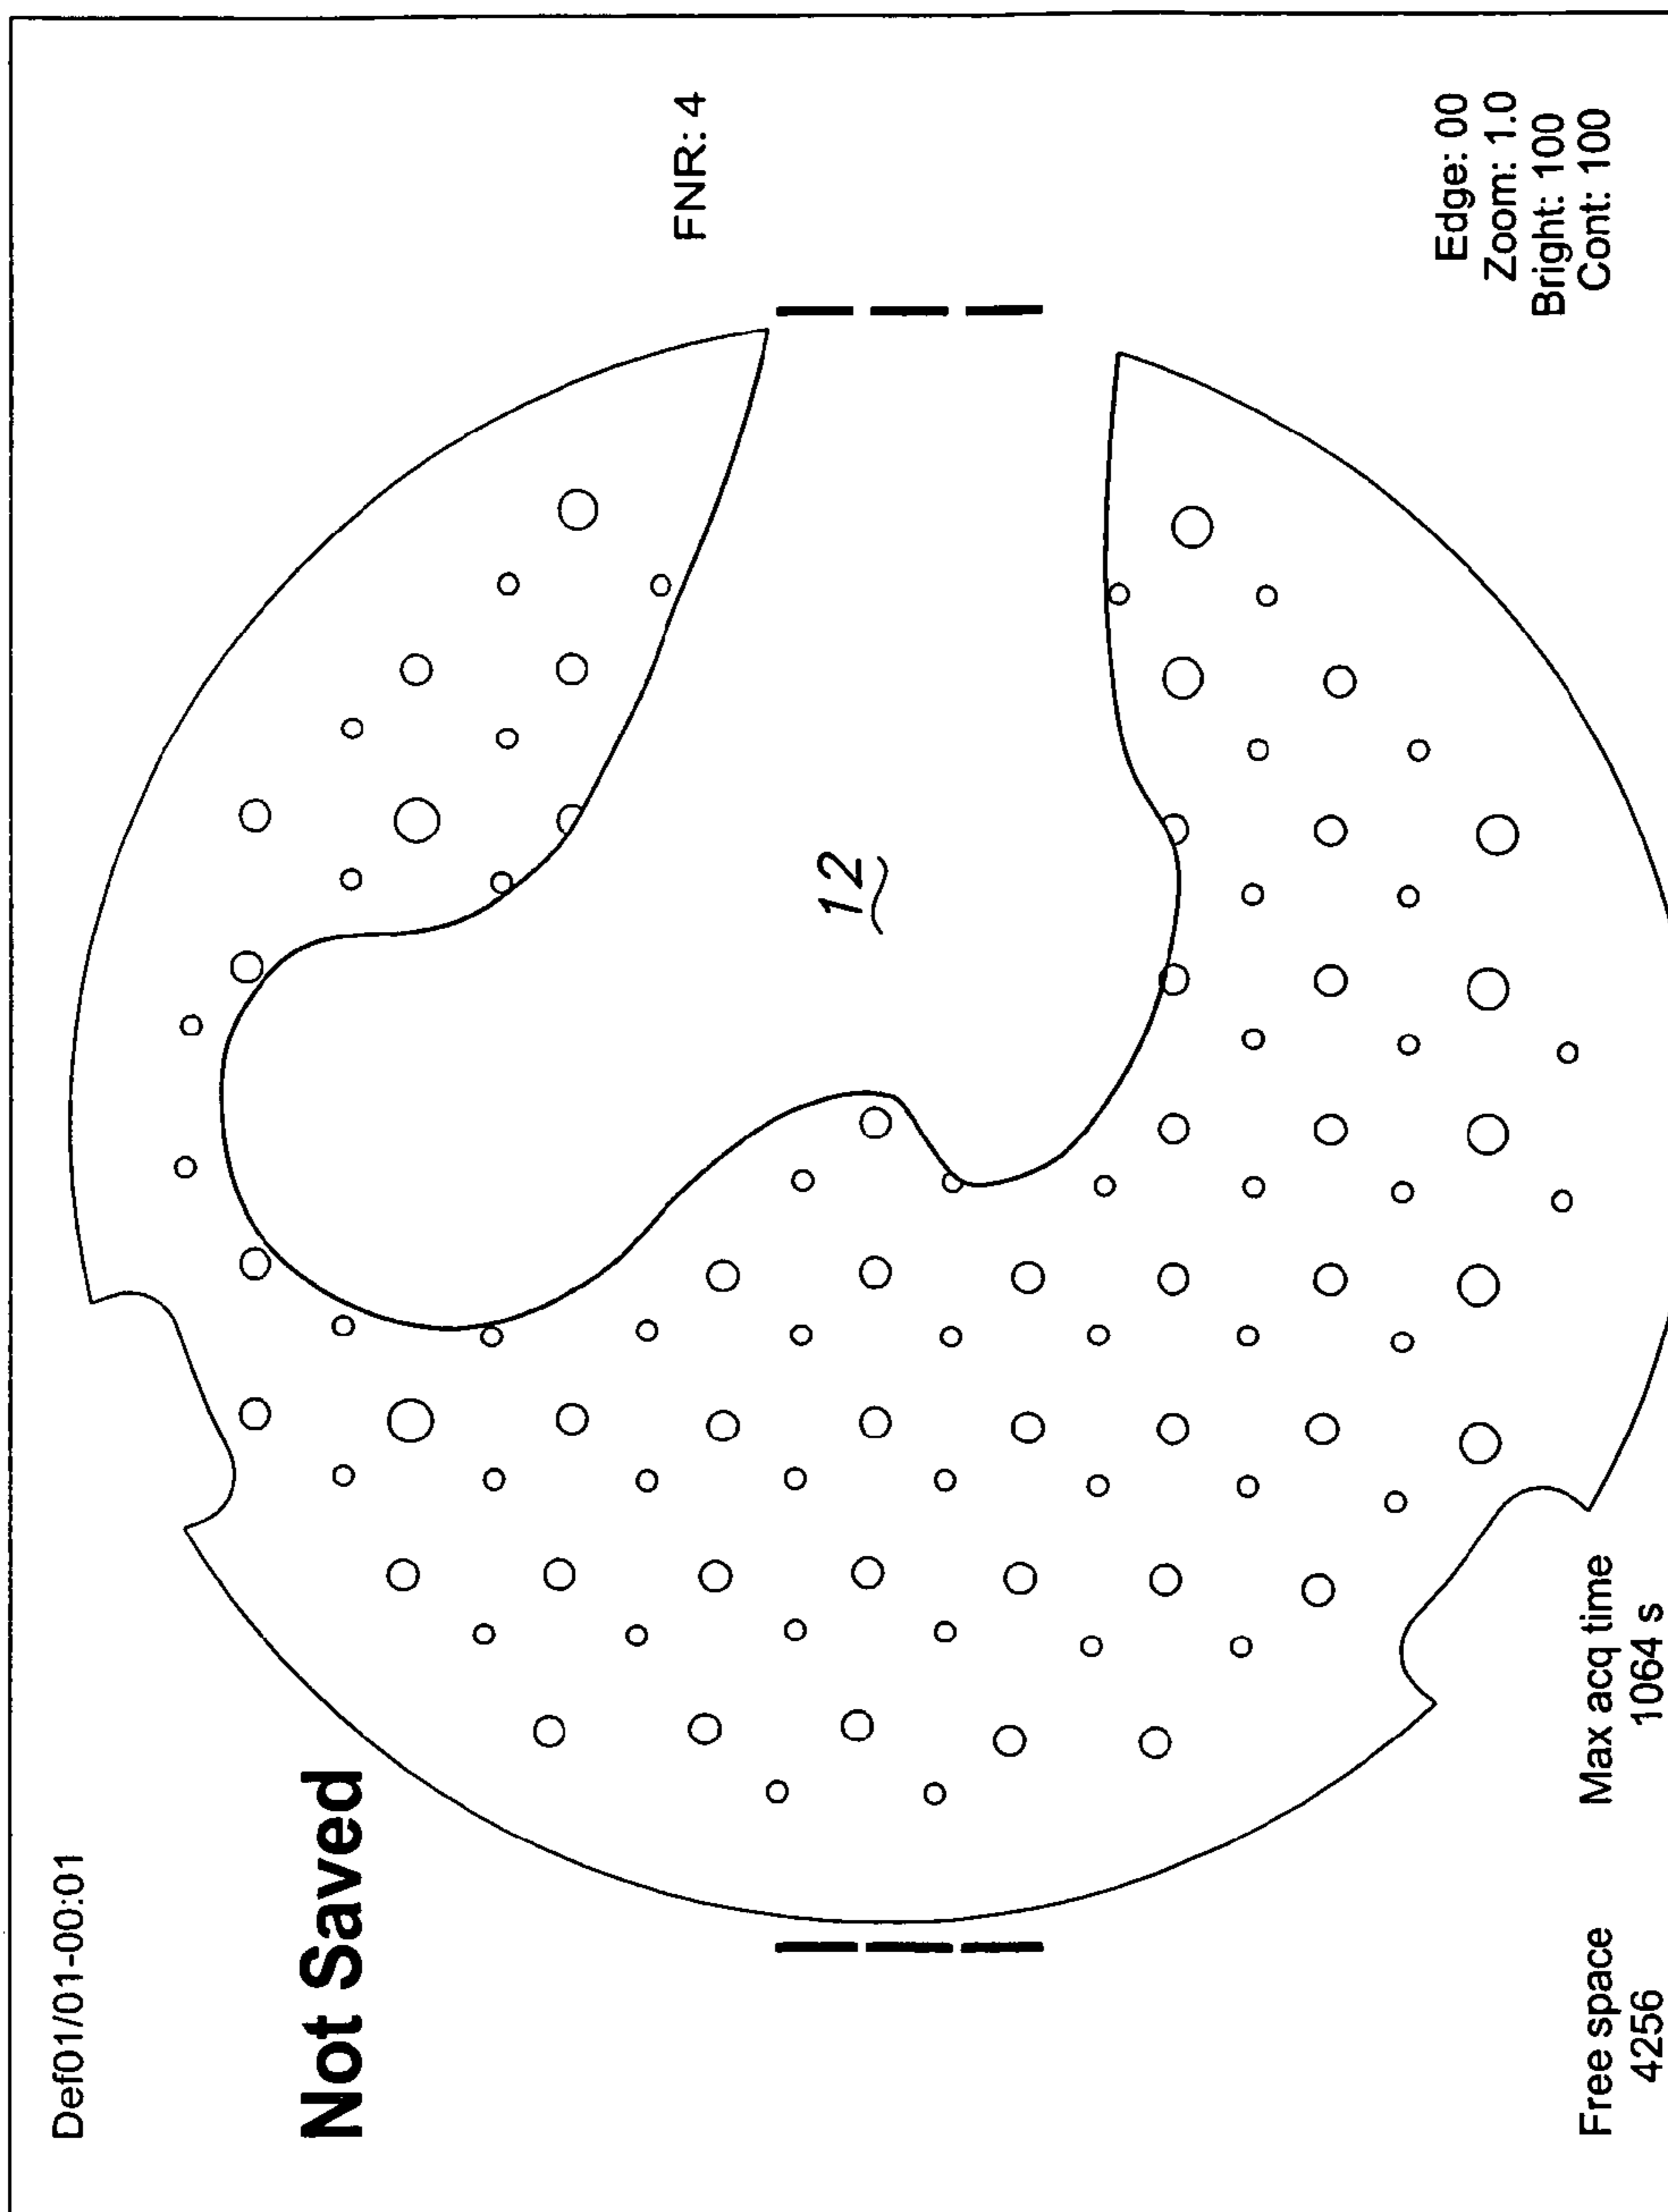 Def01/01-00:01
Not Saved
FNR: 4
12
Edge: 00
Zoom: 1.0
Bright: 100
Cont: 100
Free space
4256
Max acq time
1064 s